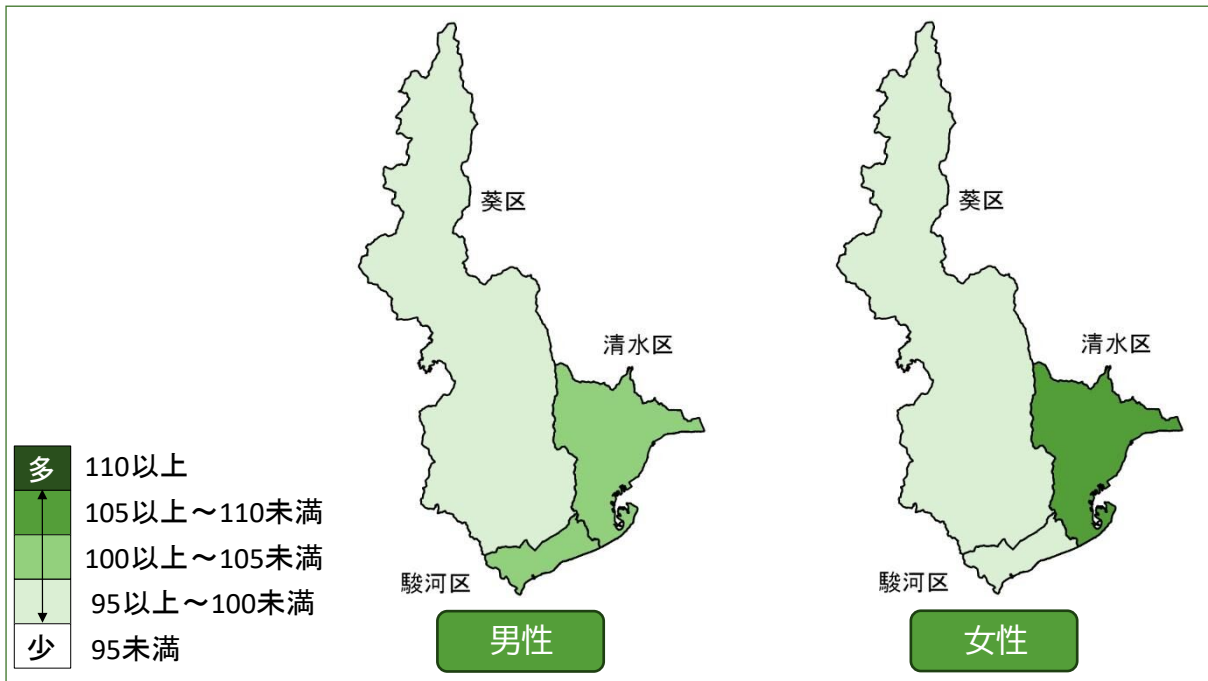 葵区
清水区
駿河区
男性
葵区
清水区
駿河区
女性
多 110以上
105以上～110未満
100以上～105未満
95以上～100未満
少 95未満